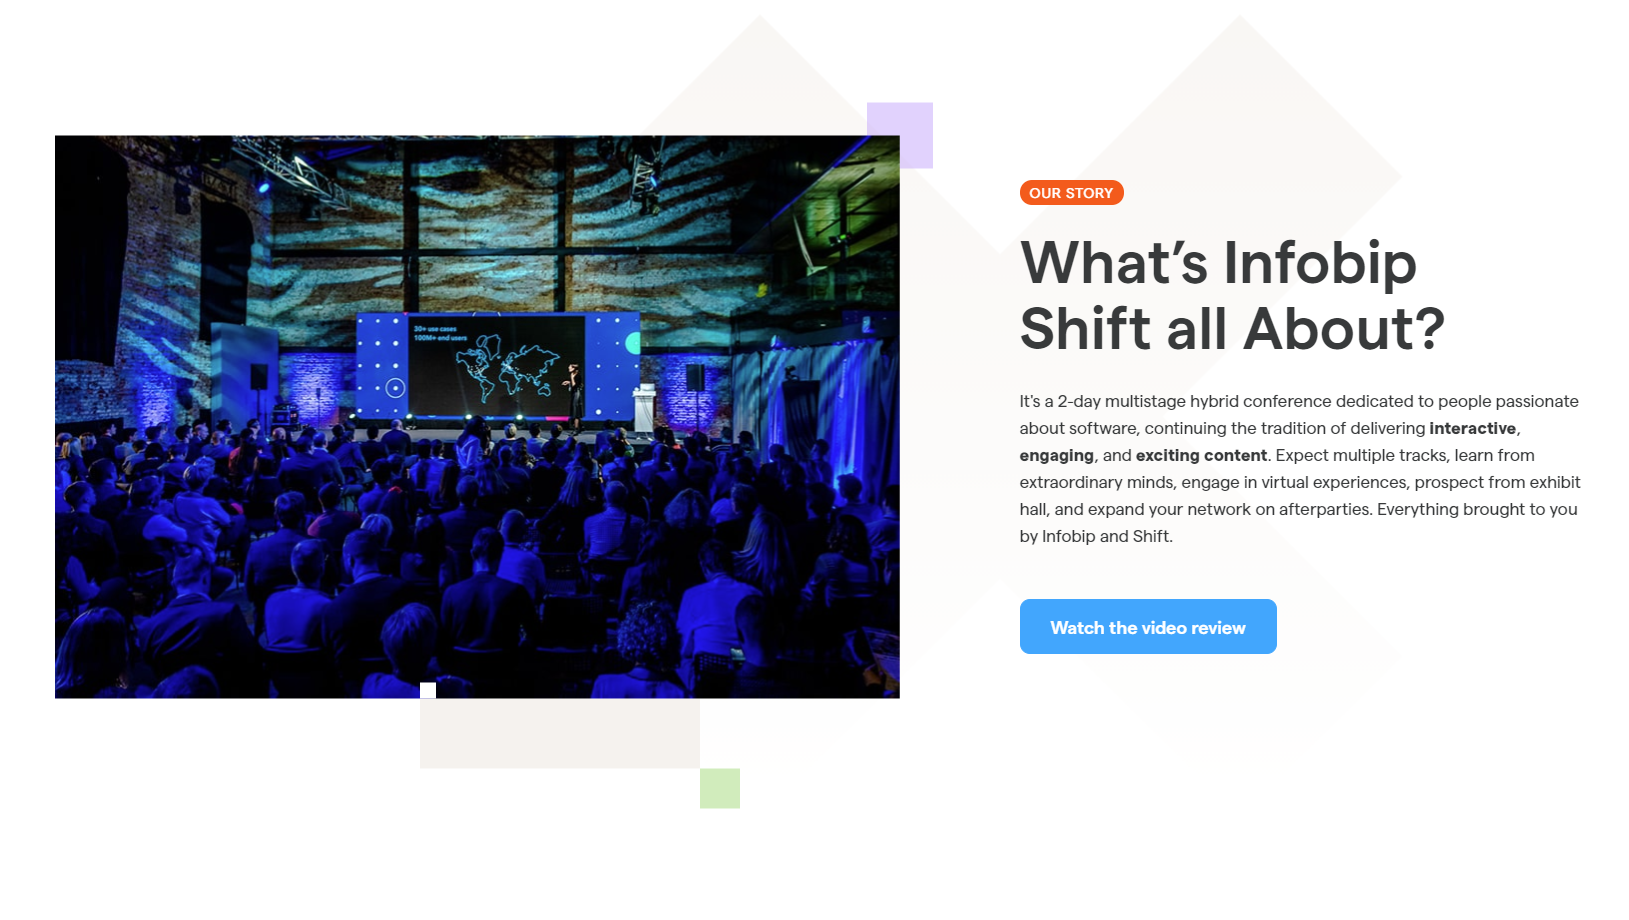 30+ use cases
100M+ end users
OUR STORY
What’s Infobip
Shift all About?
It's a 2-day multistage hybrid conference dedicated to people passionate
about software, continuing the tradition of delivering interactive,
engaging, and exciting content. Expect multiple tracks, learn from
extraordinary minds, engage in virtual experiences, prospect from exhibit
hall, and expand your network on afterparties. Everything brought to you
by Infobip and Shift.
Watch the video review